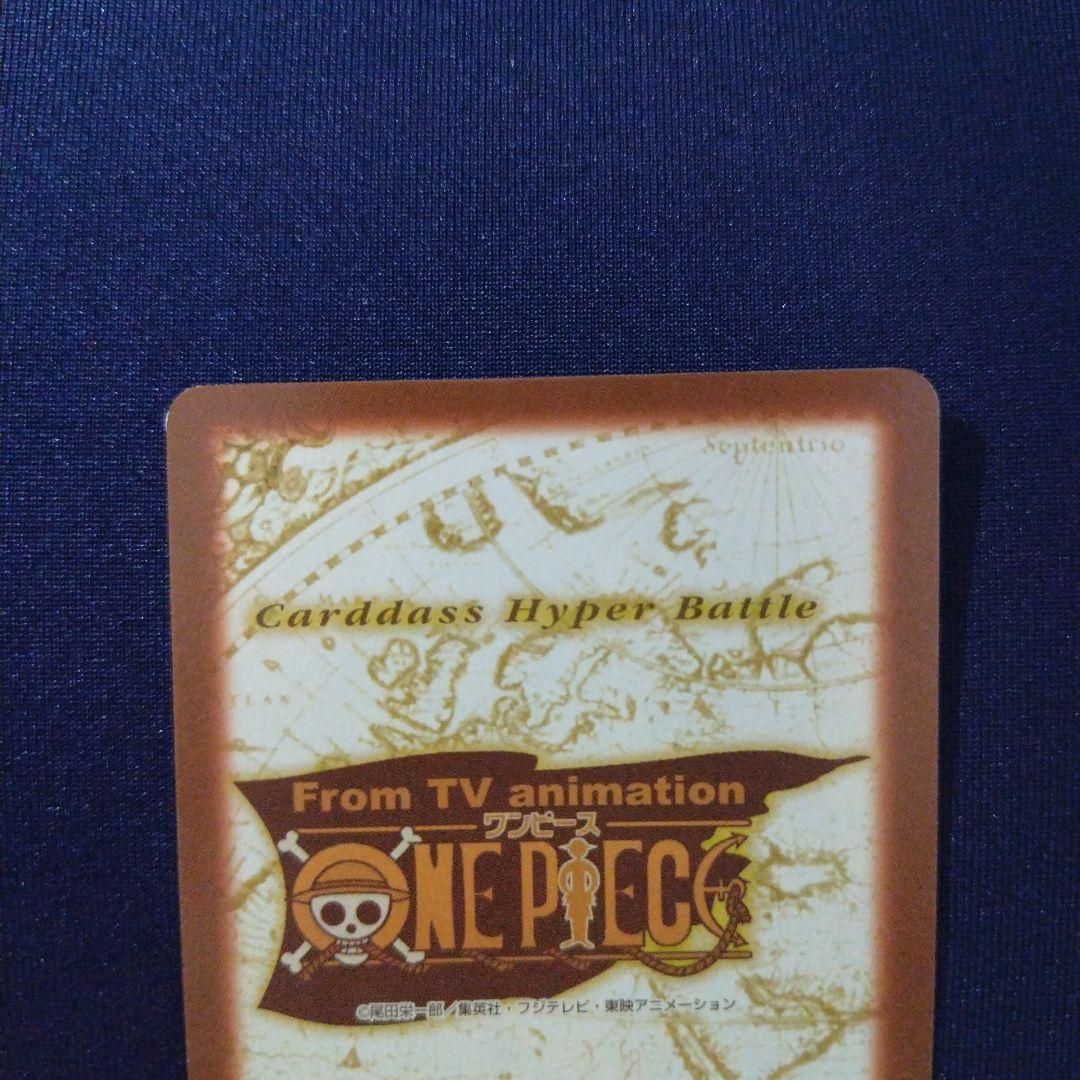 Septentrio
Carddass Hyper Battle
From TV animation
ワンピース
ONE PIECE
©尾田栄一郎／集英社・フジテレビ・東映アニメーション